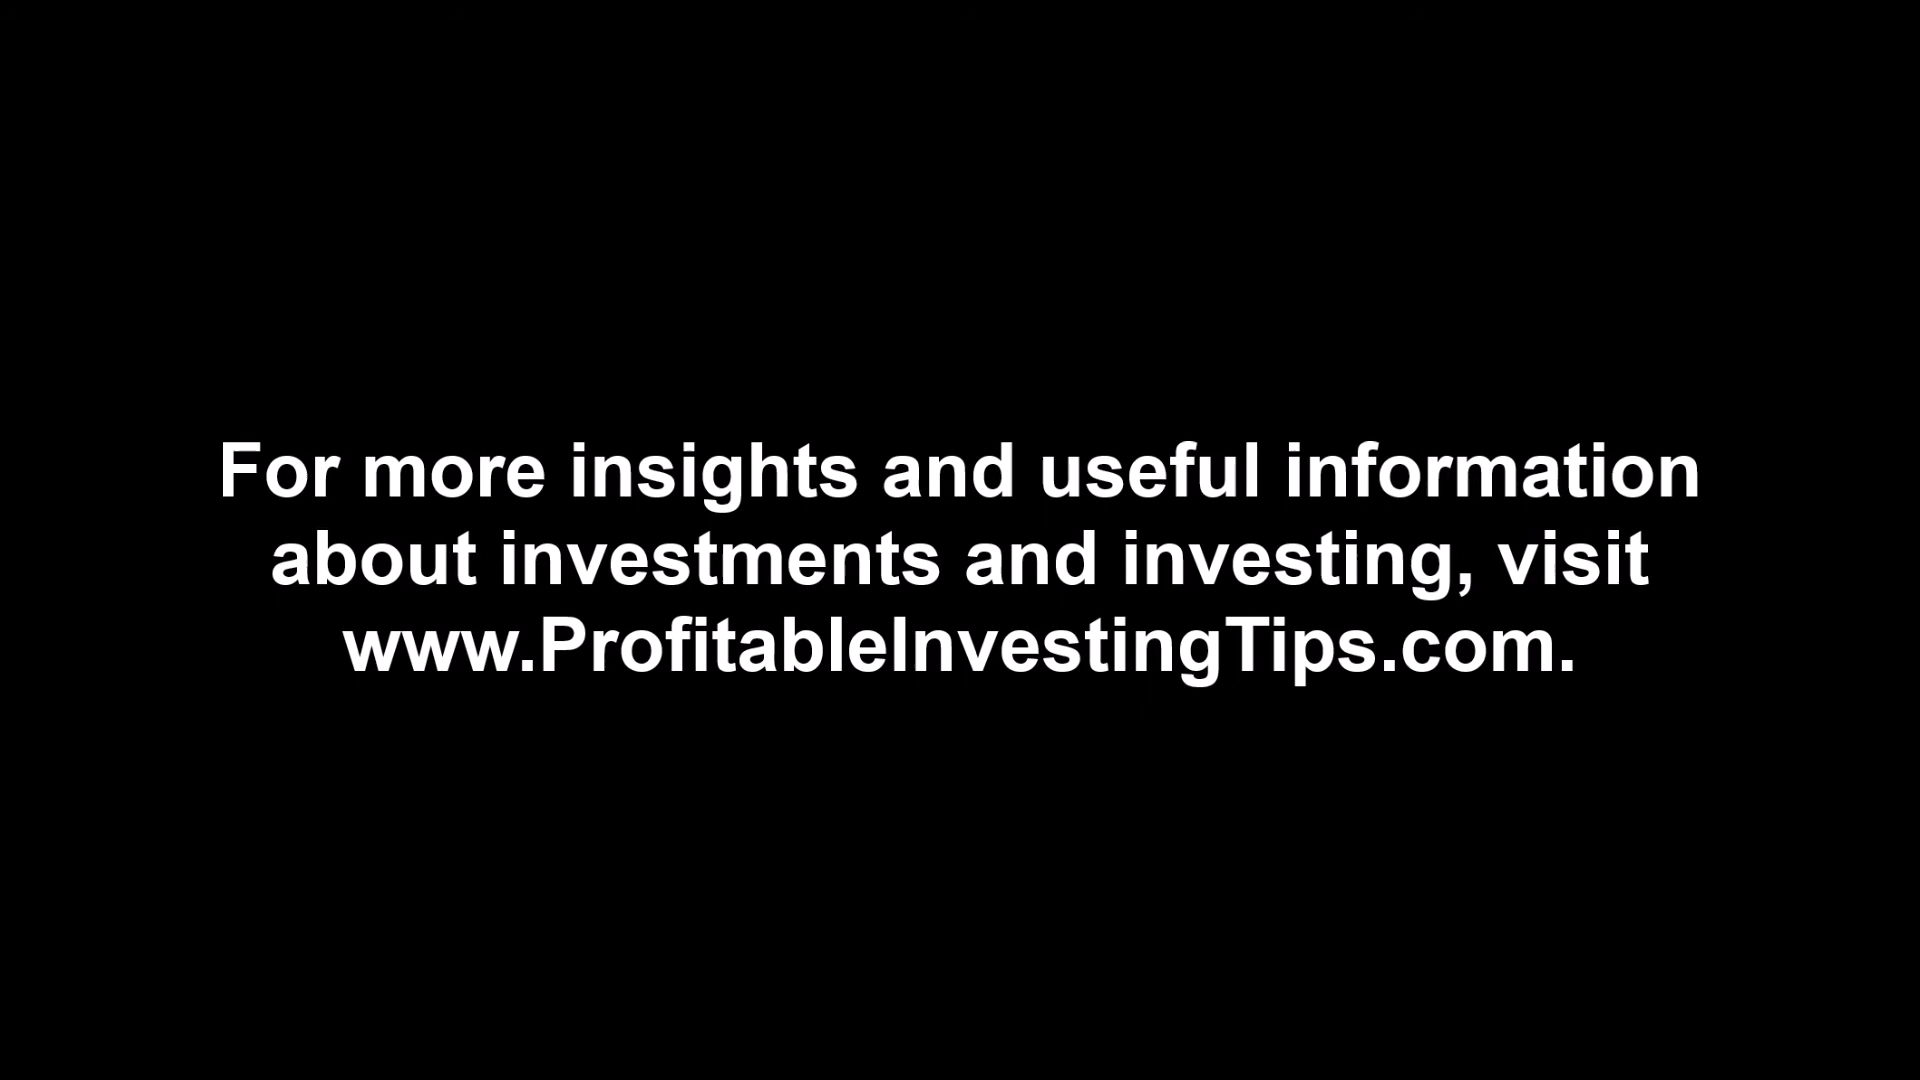 For more insights and useful information
about investments and investing, visit
www.ProfitableInvestingTips.com.